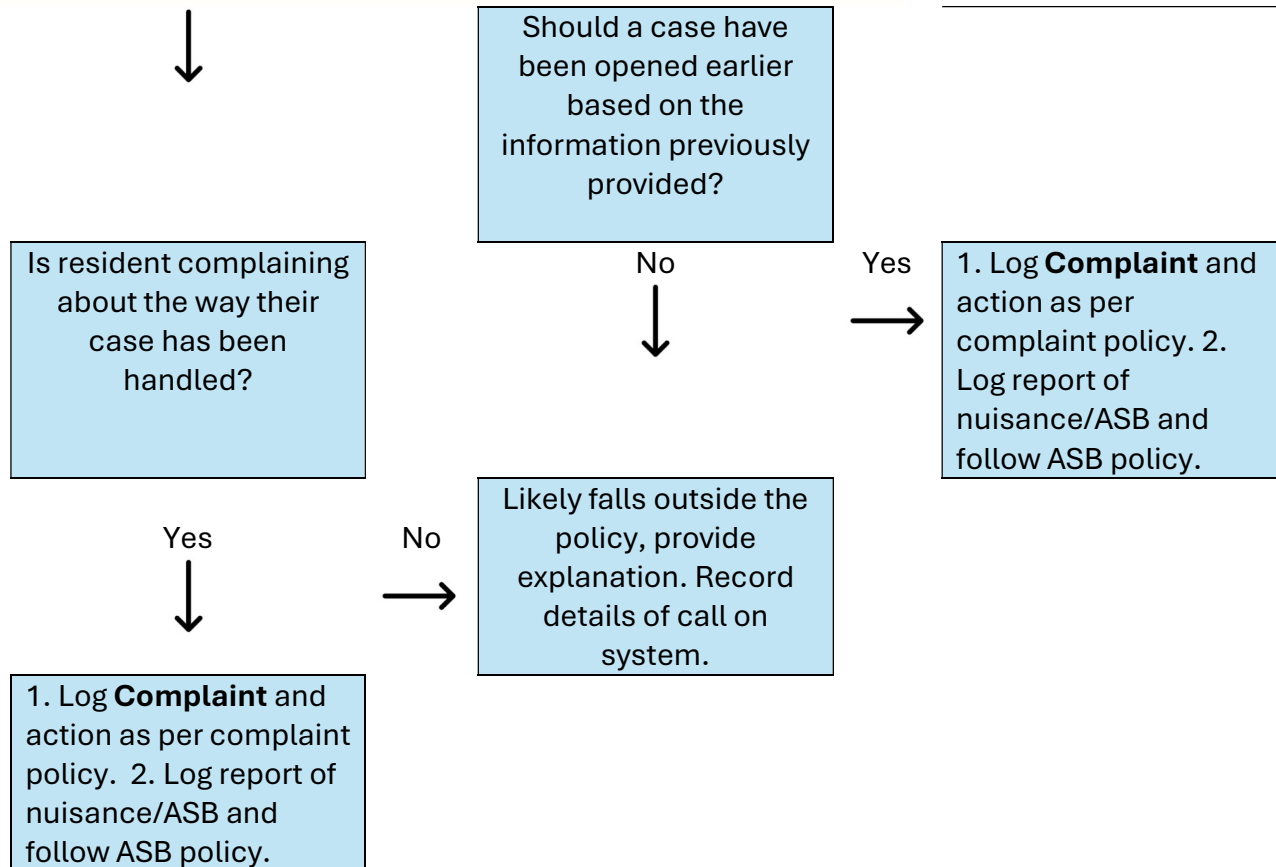 Should a case have
been opened earlier
based on the
information previously
provided?
Is resident complaining
about the way their
case has been
handled?
No
Yes
1. Log Complaint and
action as per
complaint policy. 2.
Log report of
nuisance/ASB and
follow ASB policy.
Yes
No
Likely falls outside the
policy, provide
explanation. Record
details of call on
system.
1. Log Complaint and
action as per complaint
policy.  2. Log report of
nuisance/ASB and
follow ASB policy.